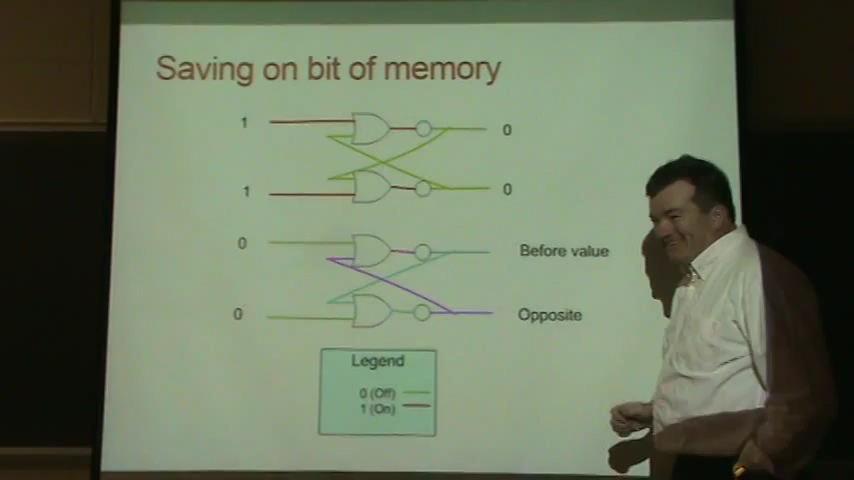 Saving on bit of memory
1 0
1 0
0 Before value
0 Opposite
Legend
0 (Off)
1 (On)